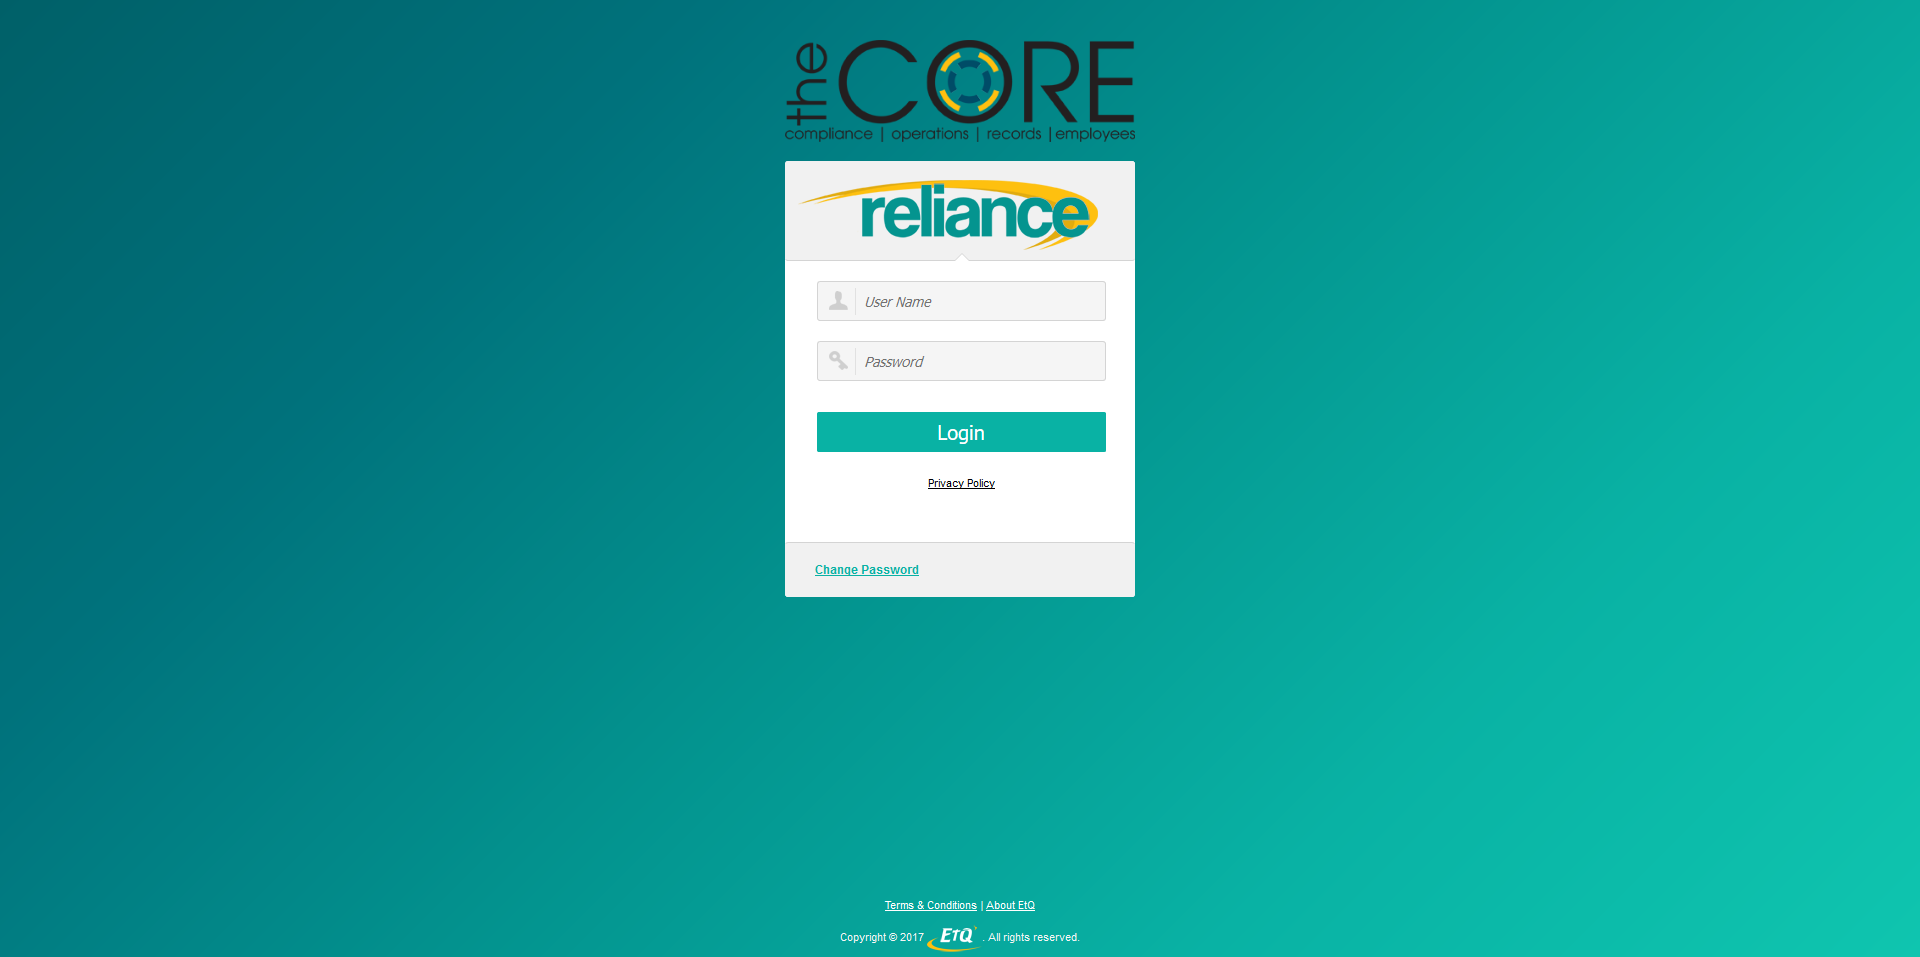 the CORE
compliance | operations | records | employees
reliance
User Name
Password
Login
Privacy Policy
Change Password
Terms & Conditions | About EtQ
Copyright © 2017 ETQ . All rights reserved.